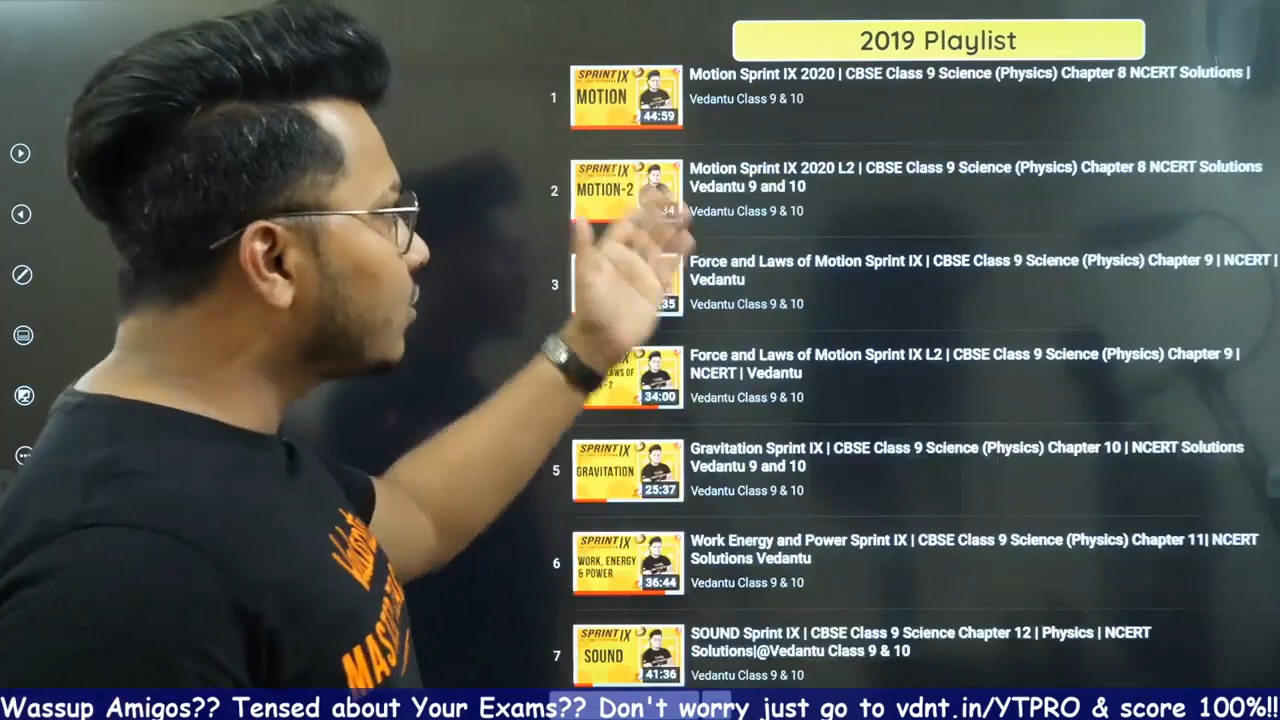 2019 Playlist
1
SPRINT IX
MOTION
44:59
Motion Sprint IX 2020 | CBSE Class 9 Science (Physics) Chapter 8 NCERT Solutions |
Vedantu Class 9 & 10
2
SPRINT IX
MOTION-2
34
Motion Sprint IX 2020 L2 | CBSE Class 9 Science (Physics) Chapter 8 NCERT Solutions
Vedantu 9 and 10
Vedantu Class 9 & 10
3
:35
Force and Laws of Motion Sprint IX | CBSE Class 9 Science (Physics) Chapter 9 | NCERT |
Vedantu
Vedantu Class 9 & 10
LAWS OF
- 2
34:00
Force and Laws of Motion Sprint IX L2 | CBSE Class 9 Science (Physics) Chapter 9 |
NCERT | Vedantu
Vedantu Class 9 & 10
5
SPRINT IX
GRAVITATION
25:37
Gravitation Sprint IX | CBSE Class 9 Science (Physics) Chapter 10 | NCERT Solutions
Vedantu 9 and 10
Vedantu Class 9 & 10
6
SPRINT IX
WORK, ENERGY
& POWER
36:44
Work Energy and Power Sprint IX | CBSE Class 9 Science (Physics) Chapter 11| NCERT
Solutions Vedantu
Vedantu Class 9 & 10
7
SPRINT IX
SOUND
41:36
SOUND Sprint IX | CBSE Class 9 Science Chapter 12 | Physics | NCERT
Solutions|@Vedantu Class 9 & 10
Vedantu Class 9 & 10
Wassup Amigos?? Tensed about Your Exams?? Don't worry just go to vdnt.in/YTPRO & score 100%!!